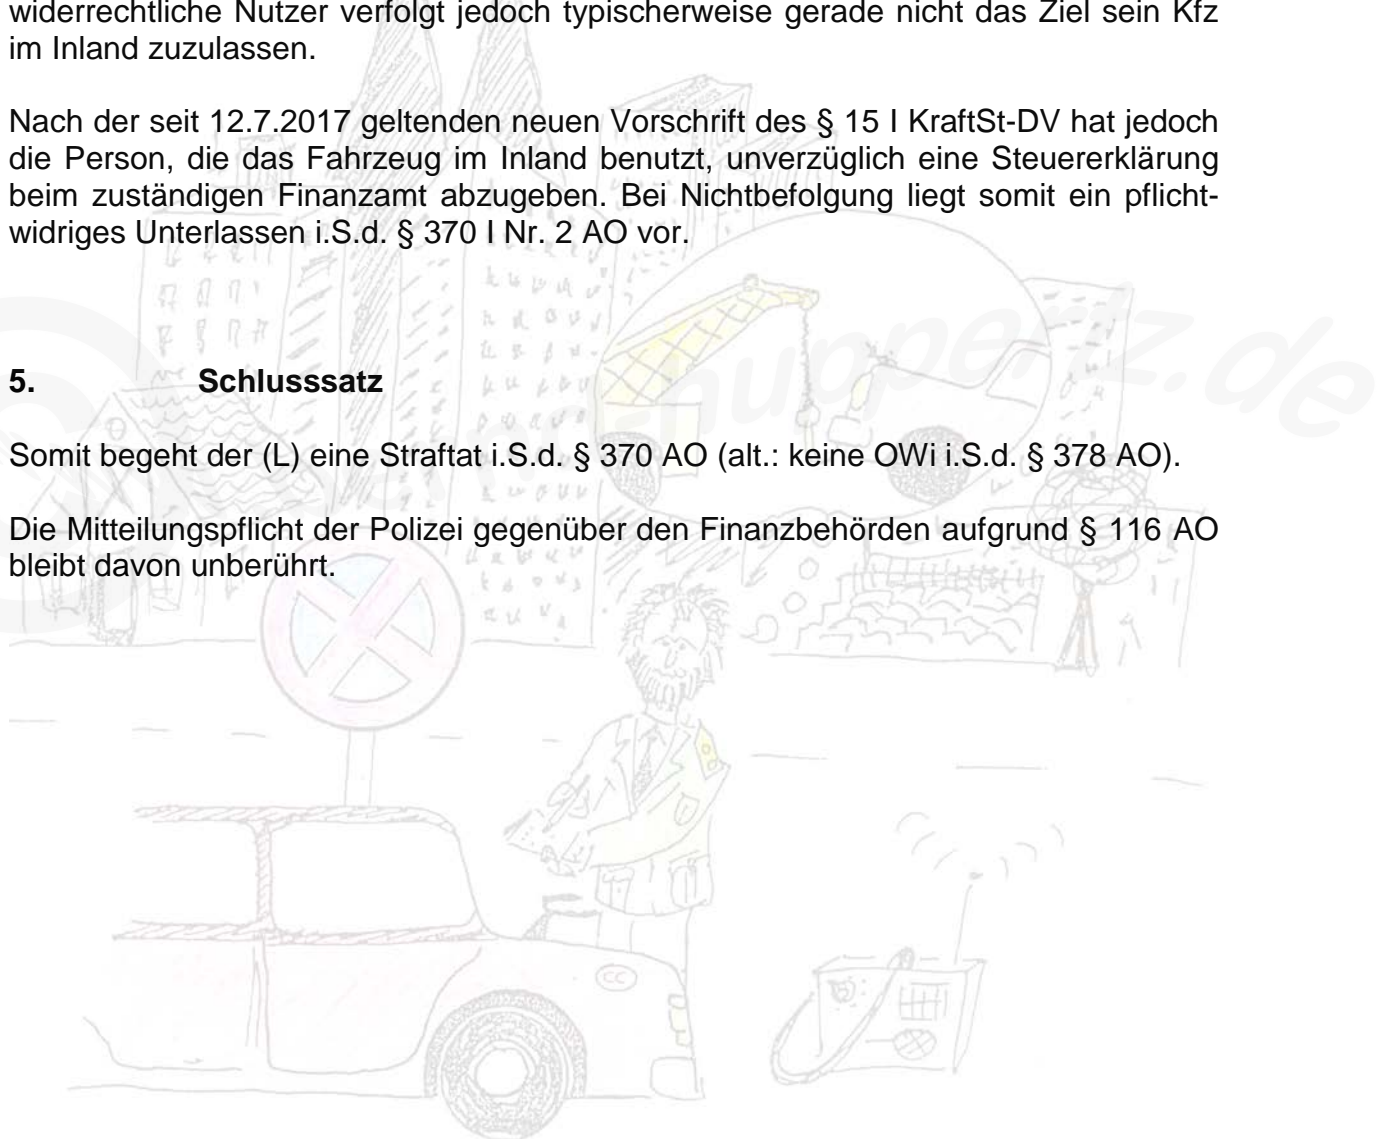 widerrechtliche Nutzer verfolgt jedoch typischerweise gerade nicht das Ziel sein Kfz
im Inland zuzulassen.
Nach der seit 12.7.2017 geltenden neuen Vorschrift des § 15 I KraftSt-DV hat jedoch
die Person, die das Fahrzeug im Inland benutzt, unverzüglich eine Steuererklärung
beim zuständigen Finanzamt abzugeben. Bei Nichtbefolgung liegt somit ein pflicht-
widriges Unterlassen i.S.d. § 370 I Nr. 2 AO vor.
5. Schlusssatz
Somit begeht der (L) eine Straftat i.S.d. § 370 AO (alt.: keine OWi i.S.d. § 378 AO).
Die Mitteilungspflicht der Polizei gegenüber den Finanzbehörden aufgrund § 116 AO
bleibt davon unberührt.
huppertz.de
CC